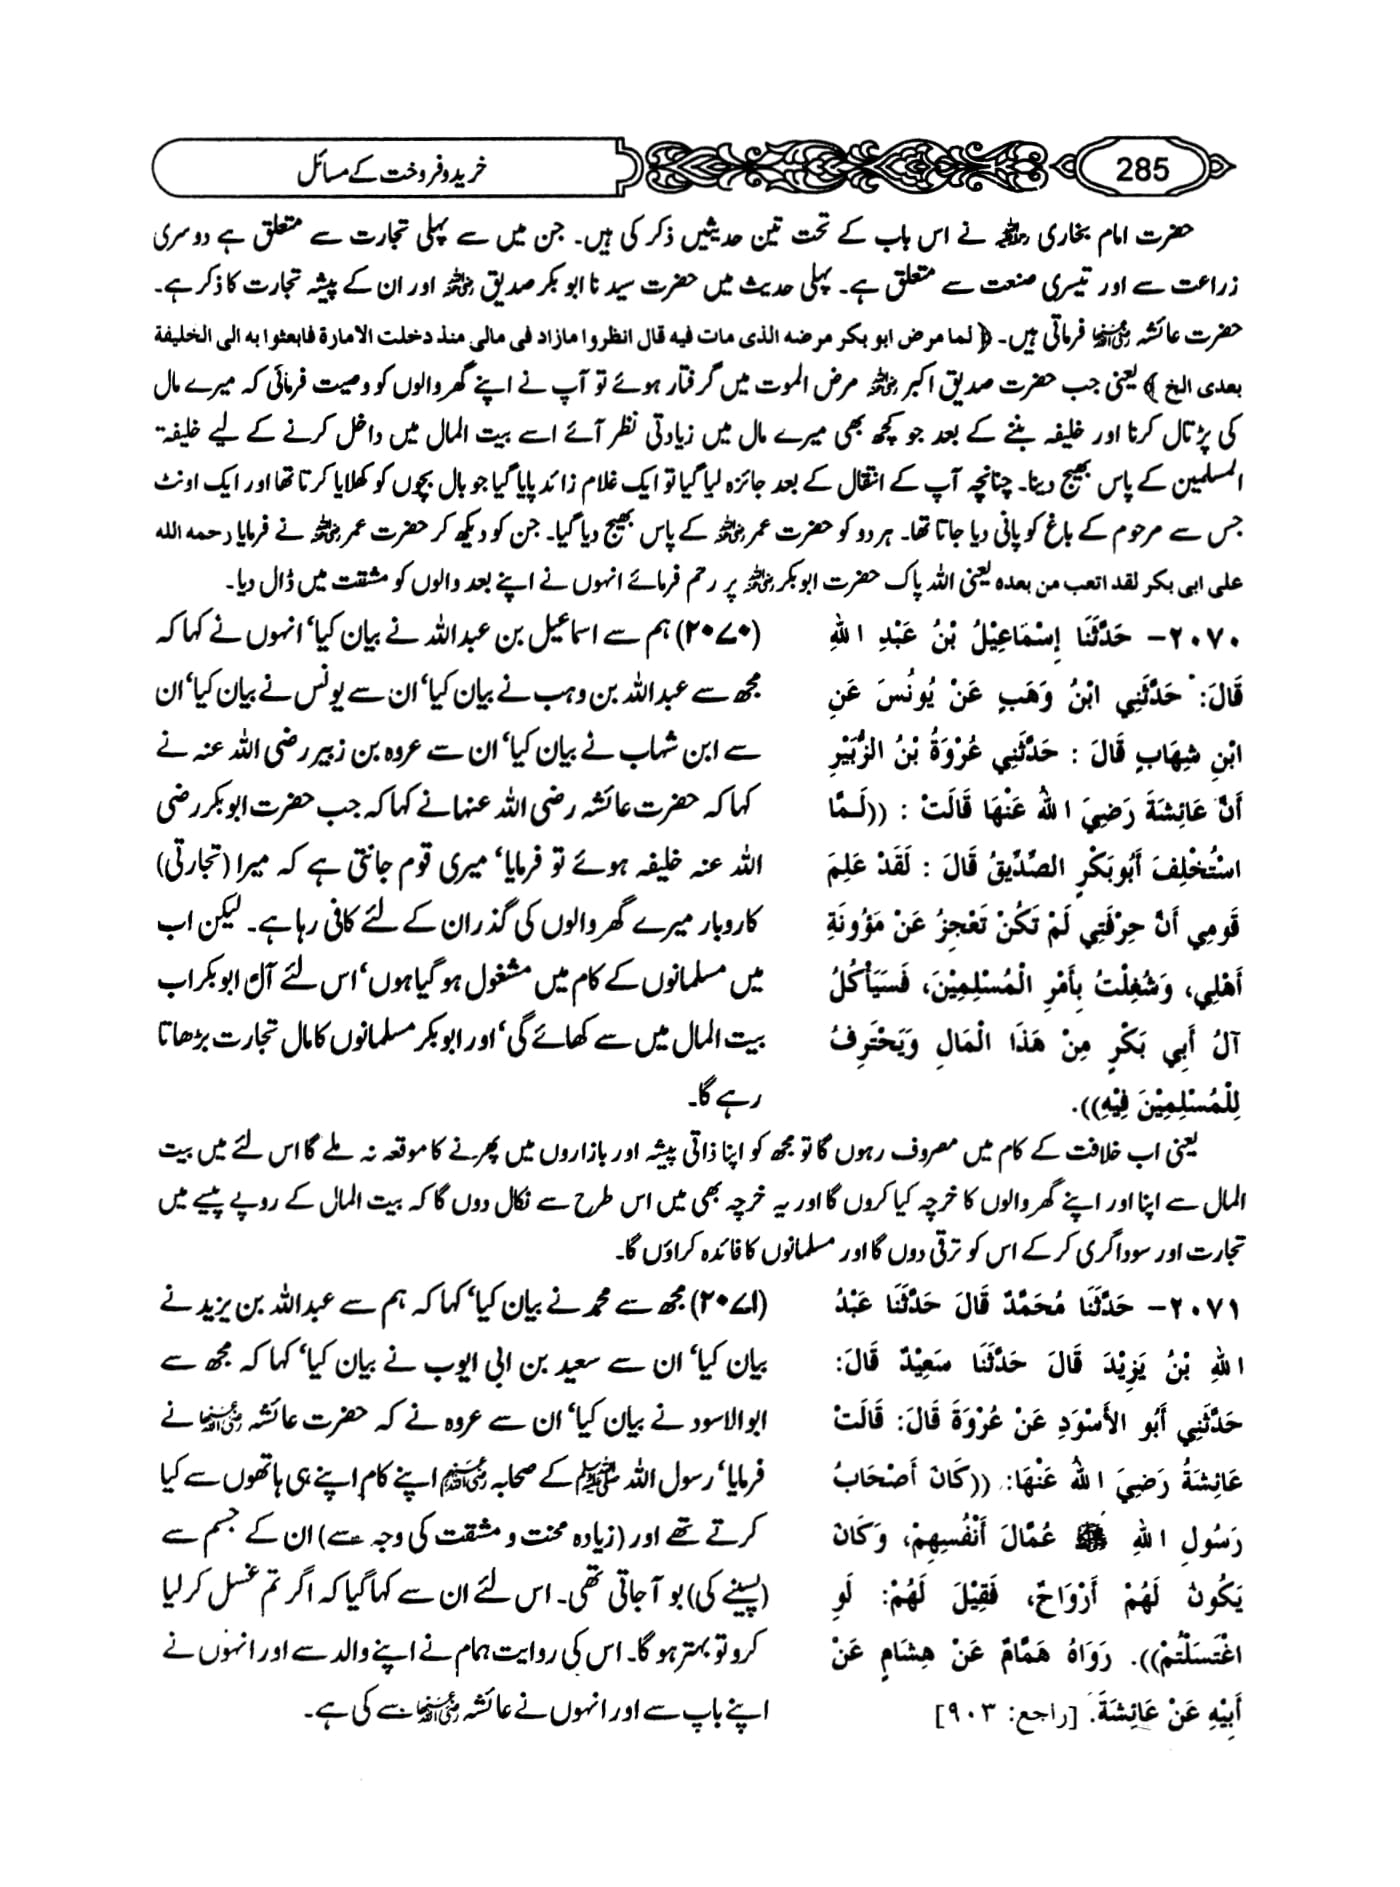 285
خرید و فروخت کے مسائل
حضرت امام بخاری رحمہ اللہ نے اس باب کے تحت تین حدیثیں ذکر کی ہیں۔ جن میں سے پہلی تجارت سے متعلق ہے دوسری
زراعت سے اور تیسری صنعت سے متعلق ہے۔ پہلی حدیث میں حضرت سیدنا ابو بکر صدیق رضی اللہ عنہ اور ان کے پیشہ تجارت کا ذکر ہے۔
حضرت عائشہ رضی اللہ عنہا فرماتی ہیں۔ ﴿ لما مرض ابو بکر مرضه الذی مات فیه قال انظروا مازاد فی مالی منذ دخلت الامارة فابعثوا به الی الخلیفة
بعدی الخ ﴾ یعنی جب حضرت صدیق اکبر رضی اللہ عنہ مرض الموت میں گرفتار ہوئے تو آپ نے اپنے گھر والوں کو وصیت فرمائی کہ میرے مال
کی پڑتال کرنا اور خلیفہ بننے کے بعد جو کچھ بھی میرے مال میں زیادتی نظر آئے اسے بیت المال میں داخل کرنے کے لیے خلیفۃ
المسلمین کے پاس بھیج دینا۔ چنانچہ آپ کے انتقال کے بعد جائزہ لیا گیا تو ایک غلام زائد پایا گیا جو بال بچوں کو کھلایا کرتا تھا اور ایک اونٹ
جس سے مرحوم کے باغ کو پانی دیا جاتا تھا۔ ہر دو کو حضرت عمر رضی اللہ عنہ کے پاس بھیج دیا گیا۔ جن کو دیکھ کر حضرت عمر رضی اللہ عنہ نے فرمایا رحمه الله
علی ابی بکر لقد اتعب من بعده یعنی اللہ پاک حضرت ابو بکر رضی اللہ عنہ پر رحم فرمائے انہوں نے اپنے بعد والوں کو مشقت میں ڈال دیا۔
٢٠٧٠- حَدَّثَنَا إِسْمَاعِيْلُ بْنُ عَبْدِ اللهِ
قَالَ: حَدَّثَنِي ابْنُ وَهَبٍ عَنْ يُونُسَ عَنِ
ابْنِ شِهَابٍ قَالَ : حَدَّثَنِي عُرْوَةُ بْنُ الزُّبَيْرِ
أَنَّ عَائِشَةَ رَضِيَ اللهُ عَنْهَا قَالَتْ : ((لَـمَّا
اسْتُخْلِفَ أَبُوبَكْرٍ الصِّدِّيقُ قَالَ : لَقَدْ عَلِمَ
قَومِي أَنَّ حِرْفَتِي لَمْ تَكُنْ تَعْجِزُ عَنْ مَؤُونَةِ
أَهْلِي، وَشُغِلْتُ بِأَمْرِ الْمُسْلِمِيْنَ، فَسَيَأْكُلُ
آلُ أَبِي بَكْرٍ مِنْ هَذَا الْمَالِ وَيَحْتَرِفُ
لِلْمُسْلِمِيْنَ فِيْهِ)).
(٢٠٧٠) ہم سے اسماعیل بن عبداللہ نے بیان کیا‘ انہوں نے کہا کہ
مجھ سے عبداللہ بن وہب نے بیان کیا‘ ان سے یونس نے بیان کیا‘ ان
سے ابن شہاب نے بیان کیا‘ ان سے عروہ بن زبیر رضی اللہ عنہ نے
کہا کہ حضرت عائشہ رضی اللہ عنہا نے کہا کہ جب حضرت ابو بکر رضی
اللہ عنہ خلیفہ ہوئے تو فرمایا‘ میری قوم جانتی ہے کہ میرا (تجارتی)
کاروبار میرے گھر والوں کی گذران کے لئے کافی رہا ہے۔ لیکن اب
میں مسلمانوں کے کام میں مشغول ہو گیا ہوں‘ اس لئے آل ابو بکر اب
بیت المال میں سے کھائے گی‘ اور ابو بکر مسلمانوں کا مال تجارت بڑھاتا
رہے گا۔
یعنی اب خلافت کے کام میں مصروف رہوں گا تو مجھ کو اپنا ذاتی پیشہ اور بازاروں میں پھرنے کا موقعہ نہ ملے گا اس لئے میں بیت
المال سے اپنا اور اپنے گھر والوں کا خرچہ کیا کروں گا اور یہ خرچہ بھی میں اس طرح سے نکال دوں گا کہ بیت المال کے روپے پیسے میں
تجارت اور سوداگری کر کے اس کو ترقی دوں گا اور مسلمانوں کا فائدہ کراؤں گا۔
٢٠٧١- حَدَّثَنَا مُحَمَّدٌ قَالَ حَدَّثَنَا عَبْدُ
اللهِ بْنُ يَزِيْدَ قَالَ حَدَّثَنَا سَعِيْدٌ قَالَ:
حَدَّثَنِي أَبُو الأَسْوَدِ عَنْ عُرْوَةَ قَالَ: قَالَتْ
عَائِشَةُ رَضِيَ اللهُ عَنْهَا: ((كَانَ أَصْحَابُ
رَسُولِ اللهِ ﷺ عُمَّالَ أَنْفُسِهِمْ، وَكَانَ
يَكُونُ لَهُمْ أَرْوَاحٌ، فَقِيْلَ لَهُمْ: لَوِ
اغْتَسَلْتُمْ)). رَوَاهُ هَمَّامٌ عَنْ هِشَامٍ عَنْ
أَبِيْهِ عَنْ عَائِشَةَ. [راجع: ٩٠٣]
(٢٠٧١) مجھ سے محمد نے بیان کیا‘ کہا کہ ہم سے عبداللہ بن یزید نے
بیان کیا‘ ان سے سعید بن ابی ایوب نے بیان کیا‘ کہا کہ مجھ سے
ابوالاسود نے بیان کیا‘ ان سے عروہ نے کہ حضرت عائشہ رضی اللہ عنہا نے
فرمایا‘ رسول اللہ ﷺ کے صحابہ رضی اللہ عنہم اپنے کام اپنے ہی ہاتھوں سے کیا
کرتے تھے اور (زیادہ محنت و مشقت کی وجہ سے) ان کے جسم سے
(پسینے کی) بو آ جاتی تھی۔ اس لئے ان سے کہا گیا کہ اگر تم غسل کر لیا
کرو تو بہتر ہو گا۔ اس کی روایت ہمام نے اپنے والد سے اور انہوں نے
اپنے باپ سے اور انہوں نے عائشہ رضی اللہ عنہا سے کی ہے۔